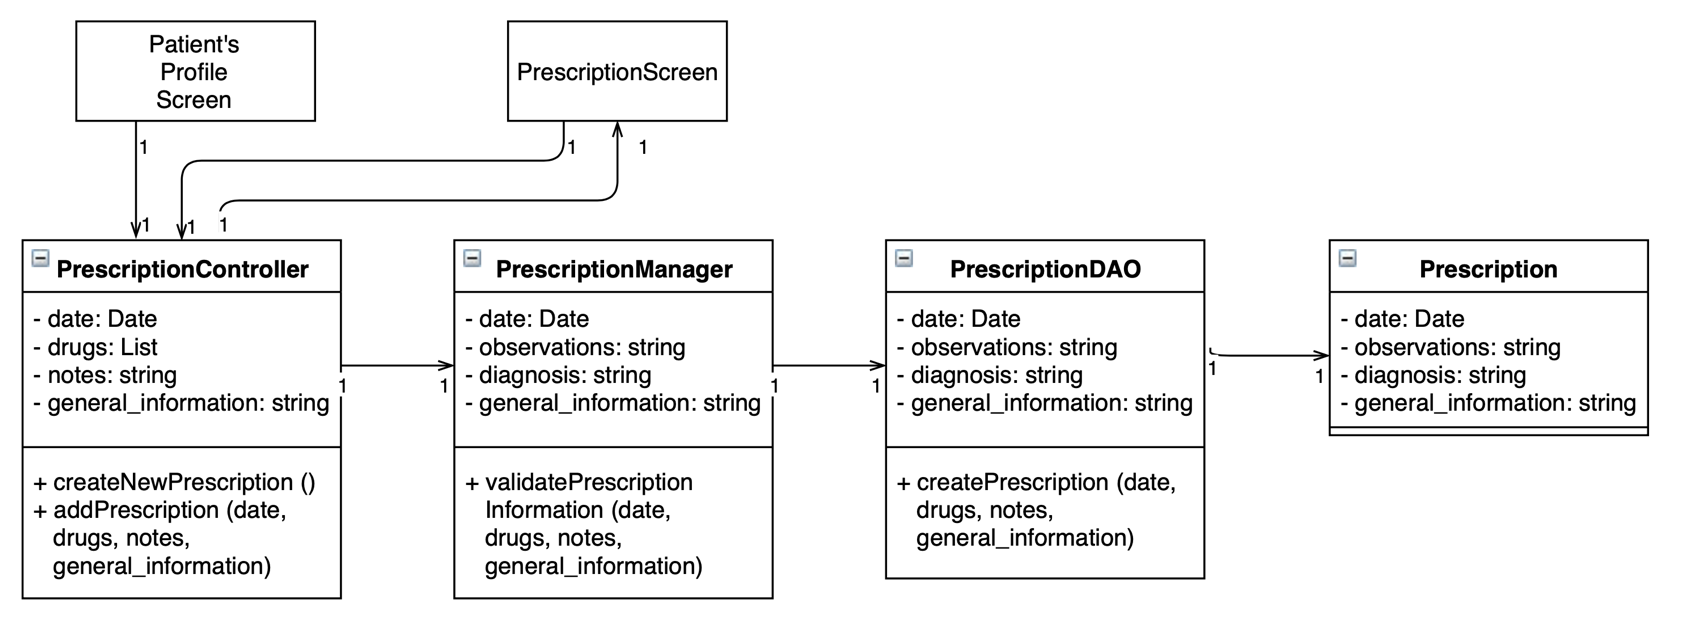 Patient's
Profile
Screen
PrescriptionScreen
1
1
1
1
1
1
PrescriptionController
- date: Date
- drugs: List
- notes: string
- general_information: string
+ createNewPrescription ()
+ addPrescription (date,
drugs, notes,
general_information)
1
1
PrescriptionManager
- date: Date
- observations: string
- diagnosis: string
- general_information: string
+ validatePrescription
Information (date,
drugs, notes,
general_information)
1
1
PrescriptionDAO
- date: Date
- observations: string
- diagnosis: string
- general_information: string
+ createPrescription (date,
drugs, notes,
general_information)
1
1
Prescription
- date: Date
- observations: string
- diagnosis: string
- general_information: string